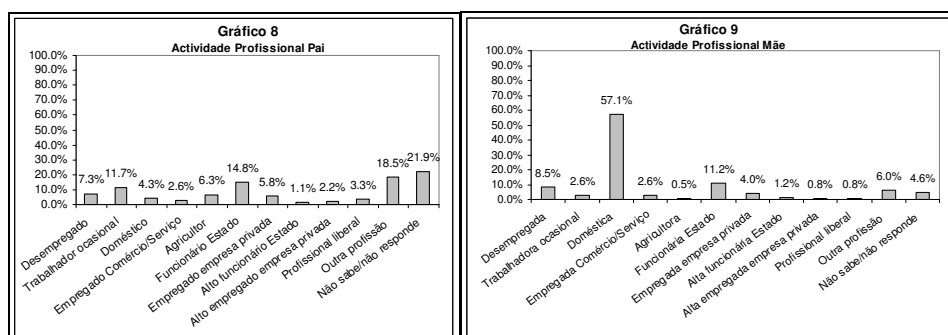 Gráfico 8
Actividade Profissional Pai
100.0%
90.0%
80.0%
70.0%
60.0%
50.0%
40.0%
30.0%
20.0%
10.0%
0.0%
7.3%
11.7%
4.3%
2.6%
6.3%
14.8%
5.8%
1.1%
2.2%
3.3%
18.5%
21.9%
Desempregado
Trabalhador ocasional
Doméstico
Empregado Comércio/Serviço
Agricultor
Funcionário Estado
Empregado empresa privada
Alto funcionário Estado
Alto empregado empresa privada
Profissional liberal
Outra profissão
Não sabe/não responde
Gráfico 9
Actividade Profissional Mãe
100.0%
90.0%
80.0%
70.0%
60.0%
50.0%
40.0%
30.0%
20.0%
10.0%
0.0%
8.5%
2.6%
57.1%
2.6%
0.5%
11.2%
4.0%
1.2%
0.8%
0.8%
6.0%
4.6%
Desempregada
Trabalhadora ocasional
Doméstica
Empregada Comércio/Serviço
Agricultora
Funcionária Estado
Empregada empresa privada
Alta funcionária Estado
Alta empregada empresa privada
Profissional liberal
Outra profissão
Não sabe/não responde